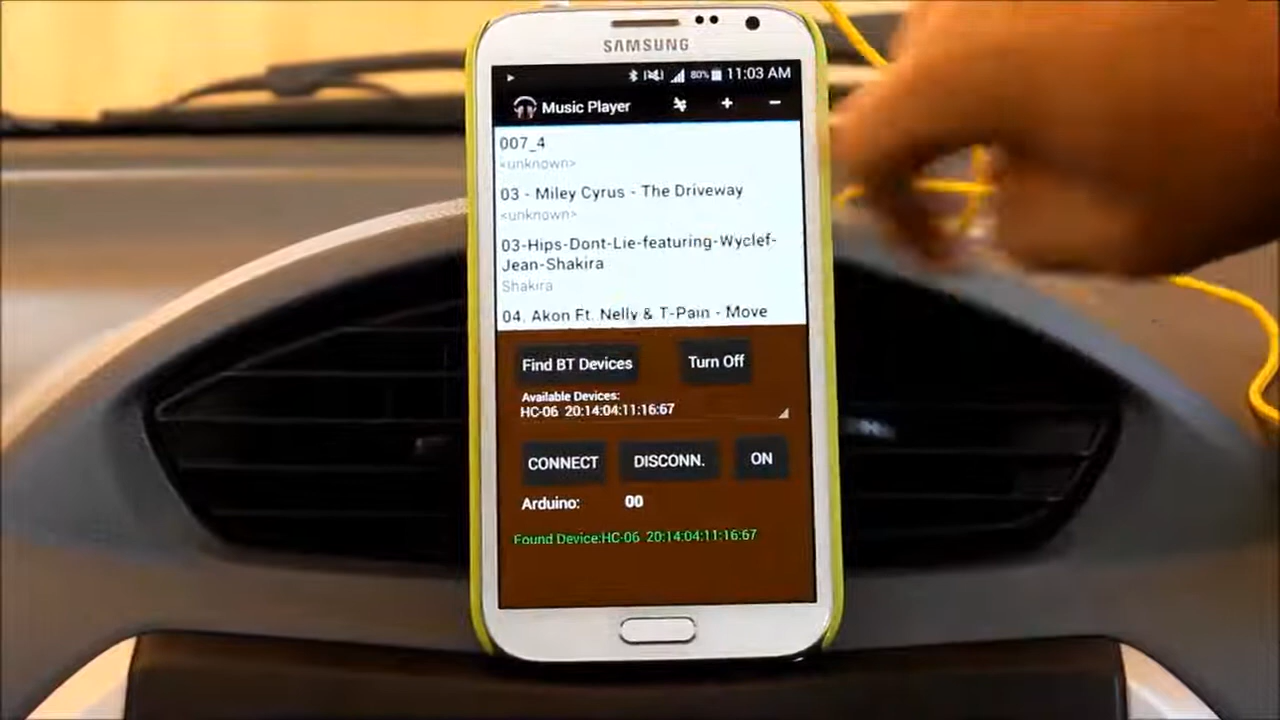 SAMSUNG
80% 11:03 AM
Music Player + -
007_4
<unknown>
03 - Miley Cyrus - The Driveway
<unknown>
03-Hips-Dont-Lie-featuring-Wyclef-
Jean-Shakira
Shakira
04. Akon Ft. Nelly & T-Pain - Move
Find BT Devices Turn Off
Available Devices:
HC-06 20:14:04:11:16:67
CONNECT DISCONN. ON
Arduino: 00
Found Device:HC-06 20:14:04:11:16:67